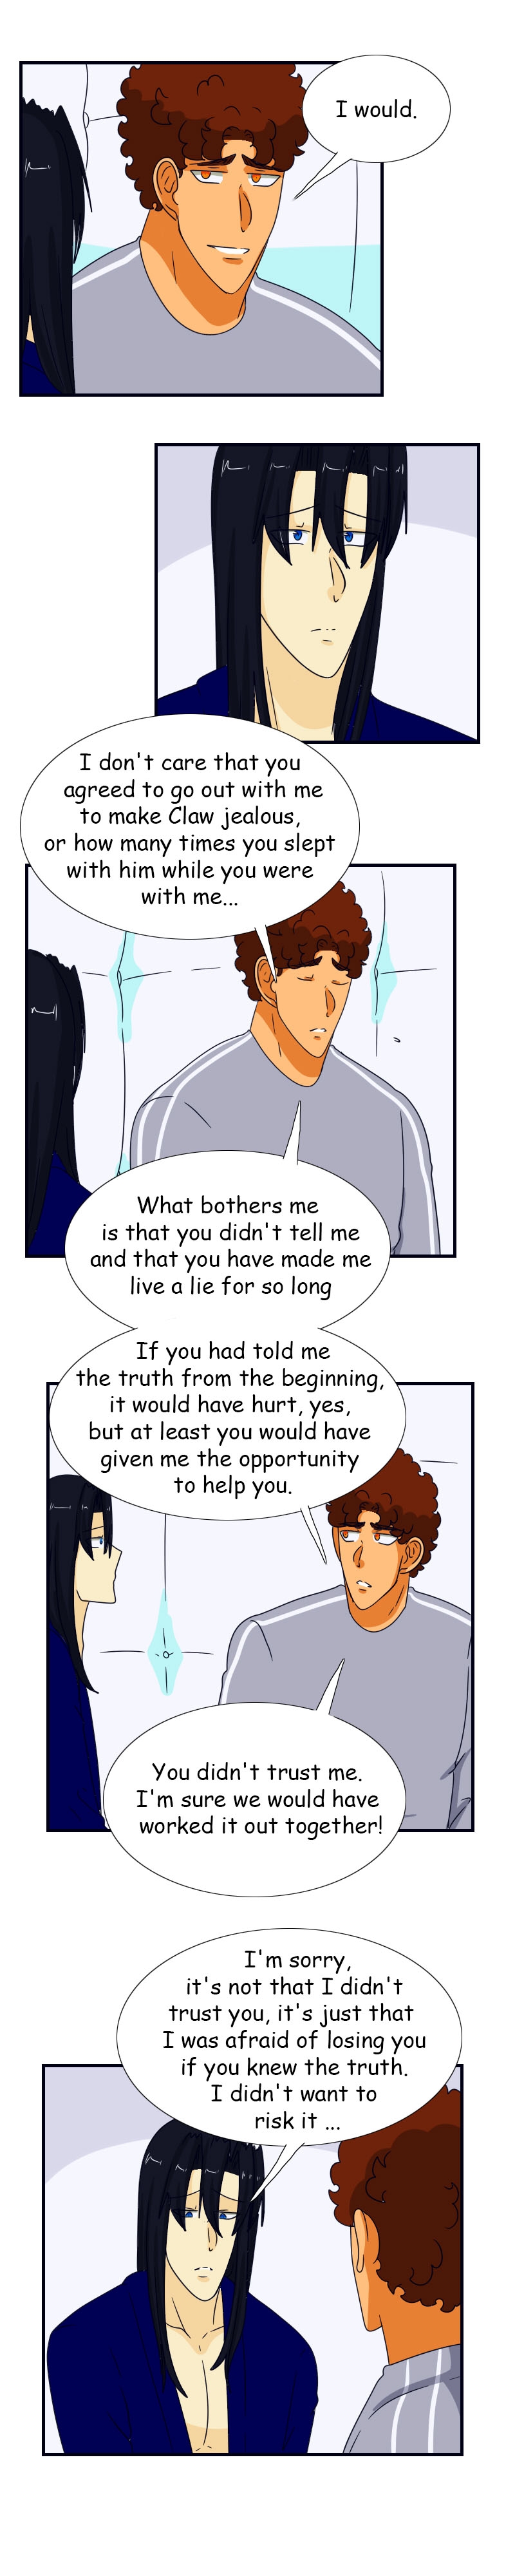 I would.
I don't care that you
agreed to go out with me
to make Claw jealous,
or how many times you slept
with him while you were
with me...
What bothers me
is that you didn't tell me
and that you have made me
live a lie for so long
If you had told me
the truth from the beginning,
it would have hurt, yes,
but at least you would have
given me the opportunity
to help you.
You didn't trust me.
I'm sure we would have
worked it out together!
I'm sorry,
it's not that I didn't
trust you, it's just that
I was afraid of losing you
if you knew the truth.
I didn't want to
risk it ...